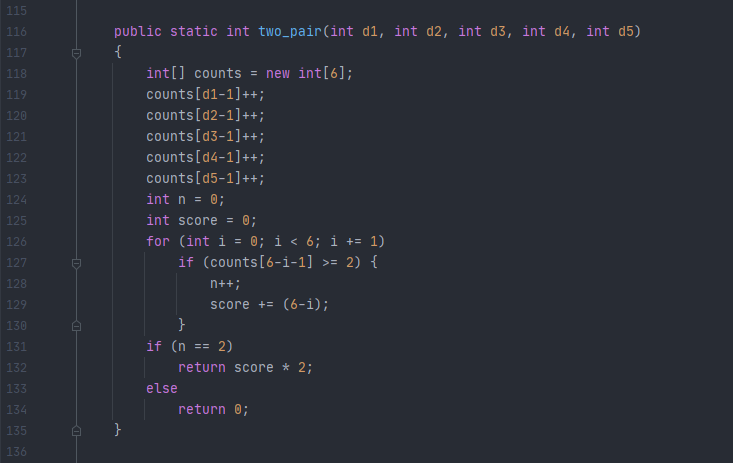 115
116 public static int two_pair(int d1, int d2, int d3, int d4, int d5)
117 {
118 int[] counts = new int[6];
119 counts[d1-1]++;
120 counts[d2-1]++;
121 counts[d3-1]++;
122 counts[d4-1]++;
123 counts[d5-1]++;
124 int n = 0;
125 int score = 0;
126 for (int i = 0; i < 6; i += 1)
127 if (counts[6-i-1] >= 2) {
128 n++;
129 score += (6-i);
130 }
131 if (n == 2)
132 return score * 2;
133 else
134 return 0;
135 }
136